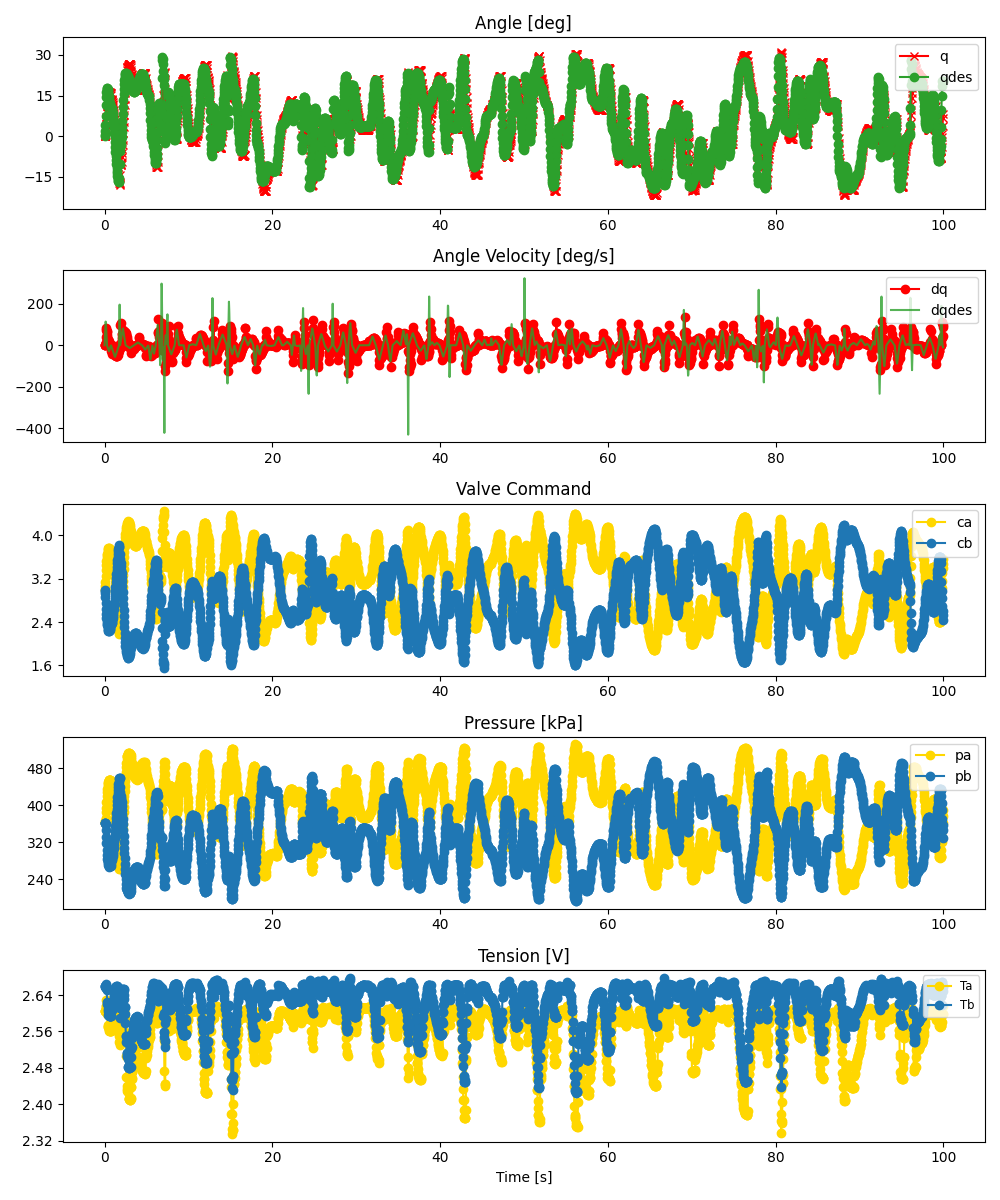 Angle [deg]
30
15
0
−15
q
qdes
0 20 40 60 80 100
Angle Velocity [deg/s]
200
0
−200
−400
dq
dqdes
0 20 40 60 80 100
Valve Command
4.0
3.2
2.4
1.6
ca
cb
0 20 40 60 80 100
Pressure [kPa]
480
400
320
240
pa
pb
0 20 40 60 80 100
Tension [V]
2.64
2.56
2.48
2.40
2.32
Ta
Tb
0 20 40 60 80 100
Time [s]